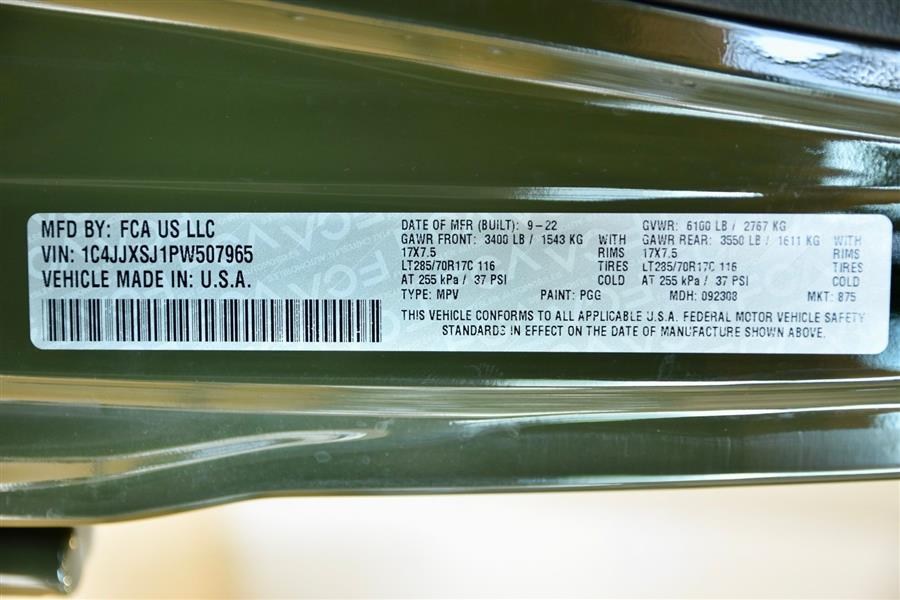 MFD BY: FCA US LLC
VIN: 1C4JJXSJ1PW507965
VEHICLE MADE IN: U.S.A.
DATE OF MFR (BUILT): 9-22 GVWR: 6100 LB / 2767 KG
GAWR FRONT: 3400 LB / 1543 KG WITH GAWR REAR: 3550 LB / 1611 KG WITH
17X7.5 RIMS 17X7.5 RIMS
LT285/70R17C 116 TIRES LT285/70R17C 116 TIRES
AT 255 kPa / 37 PSI COLD AT 255 kPa / 37 PSI COLD
TYPE: MPV PAINT: PGG MDH: 092308 MKT: 875
THIS VEHICLE CONFORMS TO ALL APPLICABLE U.S.A. FEDERAL MOTOR VEHICLE SAFETY
STANDARDS IN EFFECT ON THE DATE OF MANUFACTURE SHOWN ABOVE.